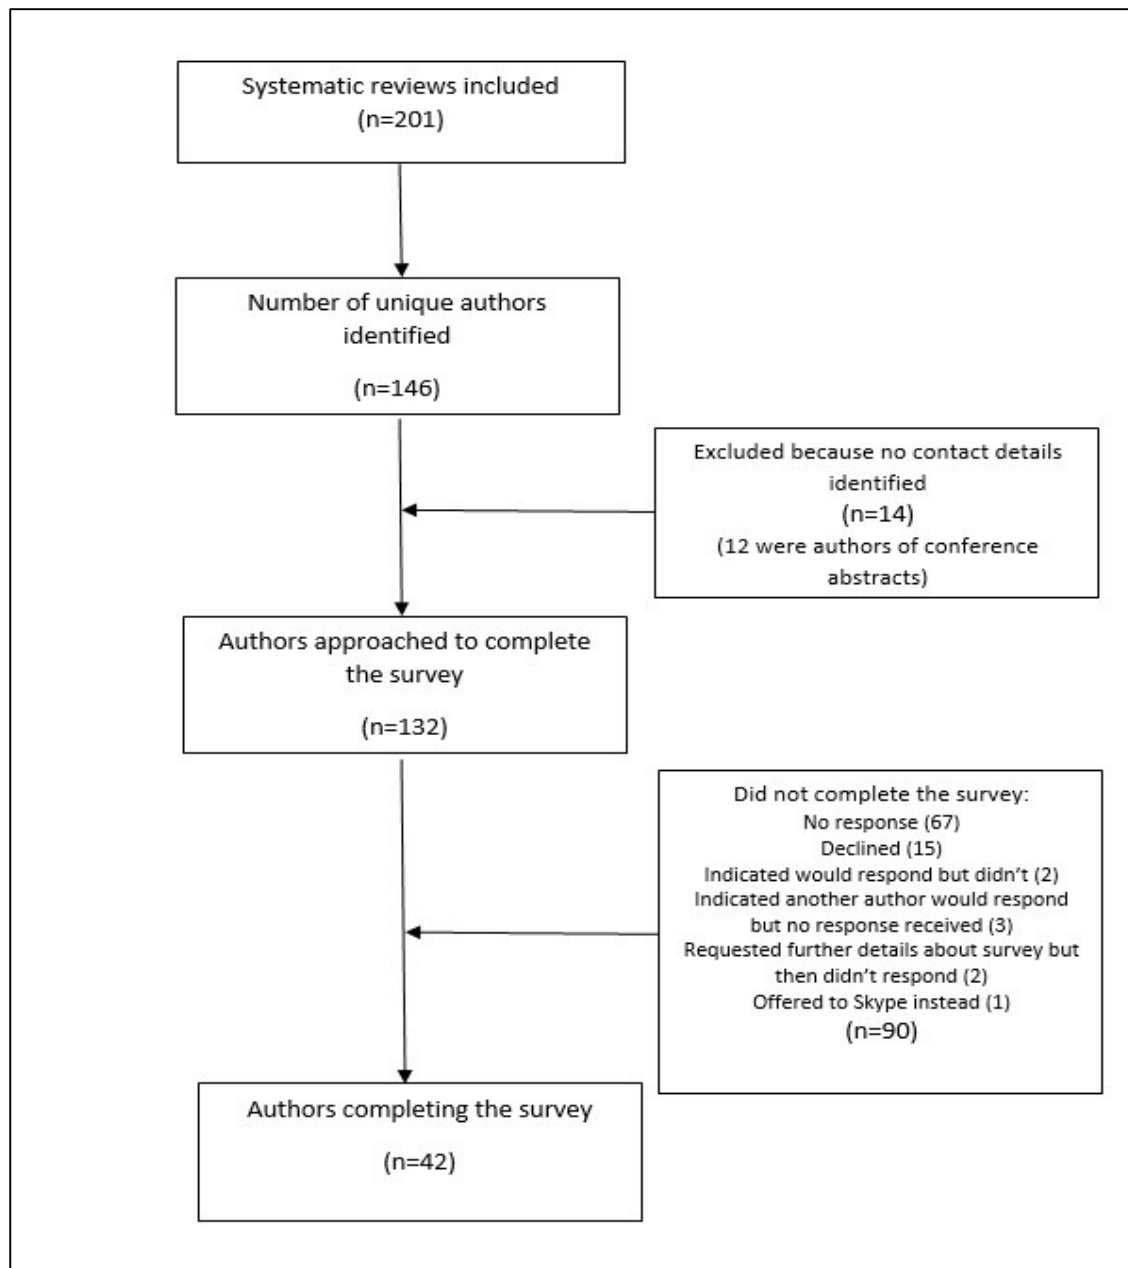 Systematic reviews included
(n=201)
Number of unique authors
identified
(n=146)
Excluded because no contact details
identified
(n=14)
(12 were authors of conference
abstracts)
Authors approached to complete
the survey
(n=132)
Did not complete the survey:
No response (67)
Declined (15)
Indicated would respond but didn’t (2)
Indicated another author would respond
but no response received (3)
Requested further details about survey but
then didn’t respond (2)
Offered to Skype instead (1)
(n=90)
Authors completing the survey
(n=42)